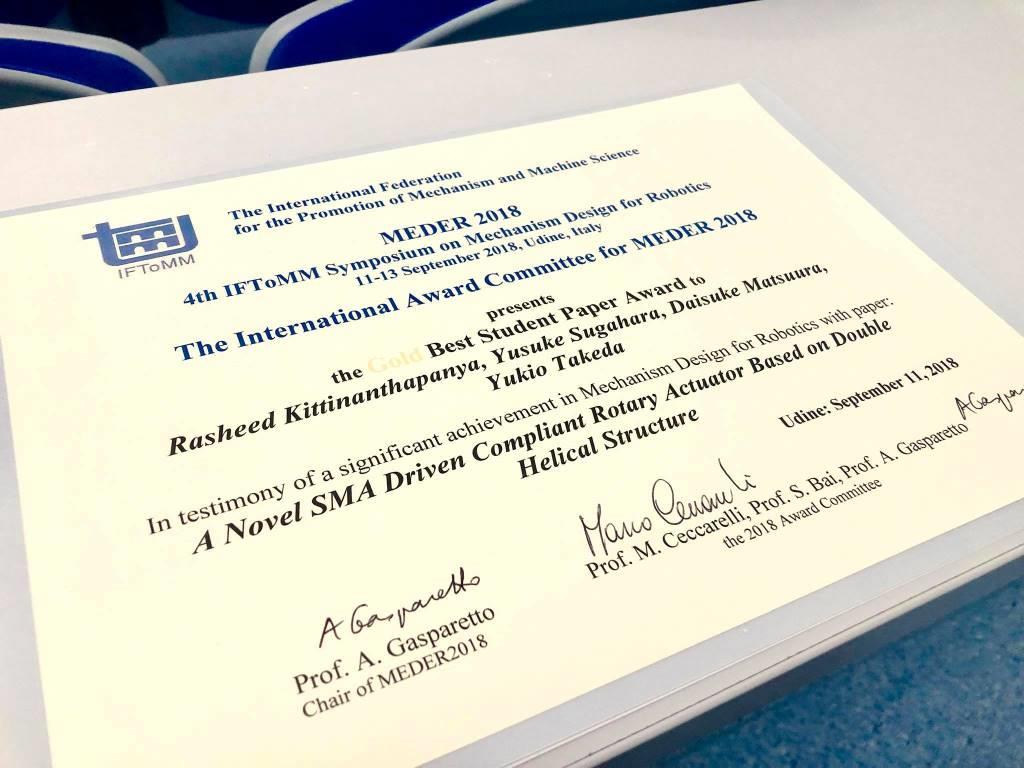 The International Federation
for the Promotion of Mechanism and Machine Science
IFToMM
MEDER 2018
4th IFToMM Symposium on Mechanism Design for Robotics
11-13 September 2018, Udine, Italy
The International Award Committee for MEDER 2018
presents
the Gold Best Student Paper Award to
Rasheed Kittinanthapanya, Yusuke Sugahara, Daisuke Matsuura,
Yukio Takeda
In testimony of a significant achievement in Mechanism Design for Robotics with paper:
A Novel SMA Driven Compliant Rotary Actuator Based on Double
Helical Structure
Udine: September 11, 2018
A Gasparetto
Prof. A. Gasparetto
Chair of MEDER2018
Prof. M. Ceccarelli, Prof. S. Bai, Prof. A. Gasparetto
the 2018 Award Committee